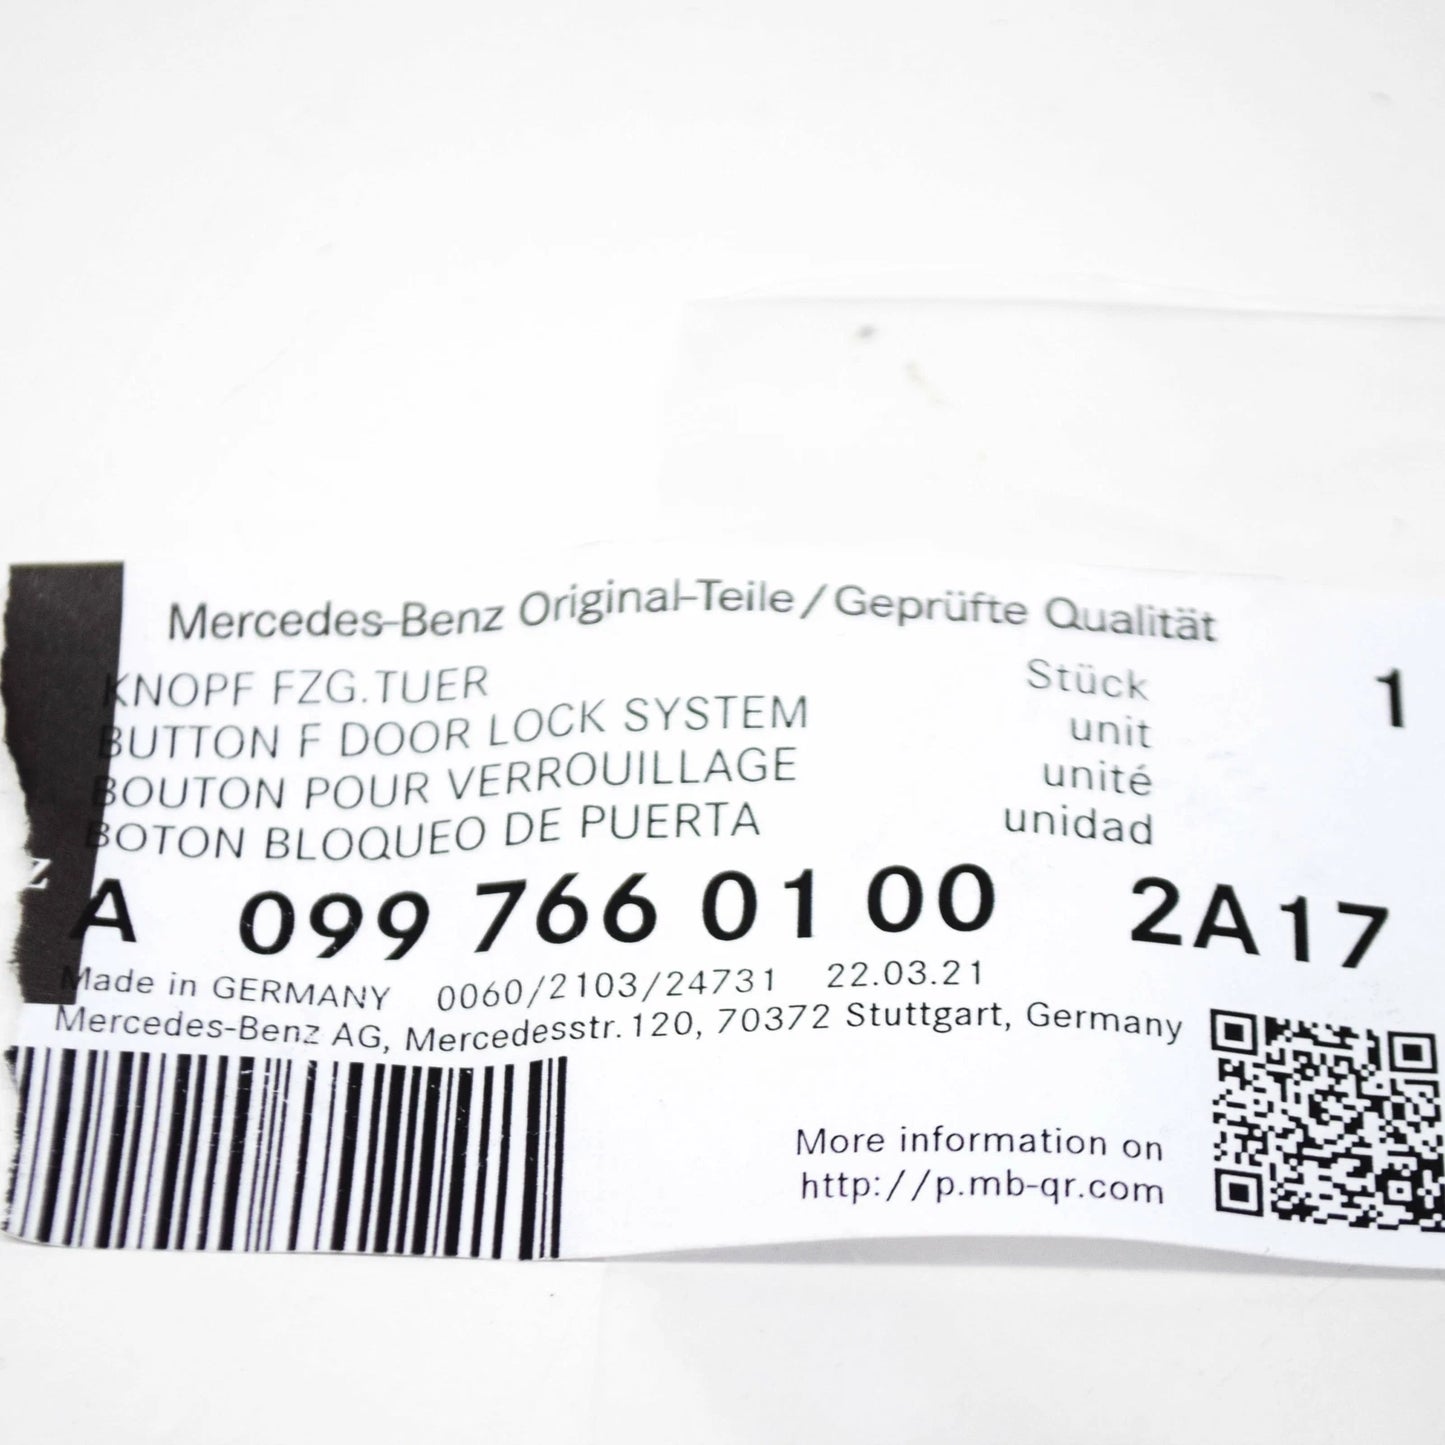 Mercedes-Benz Original-Teile/Geprüfte Qualität
KNOPF FZG.TUER Stück 1
BUTTON F DOOR LOCK SYSTEM unit
BOUTON POUR VERROUILLAGE unité
BOTON BLOQUEO DE PUERTA unidad
z
A 099 766 01 00 2A17
Made in GERMANY 0060/2103/24731 22.03.21
Mercedes-Benz AG, Mercedesstr.120, 70372 Stuttgart, Germany
More information on
http://p.mb-qr.com